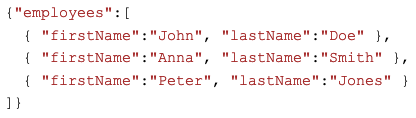 {"employees":[
  { "firstName":"John", "lastName":"Doe" },
  { "firstName":"Anna", "lastName":"Smith" },
  { "firstName":"Peter", "lastName":"Jones" }
]}